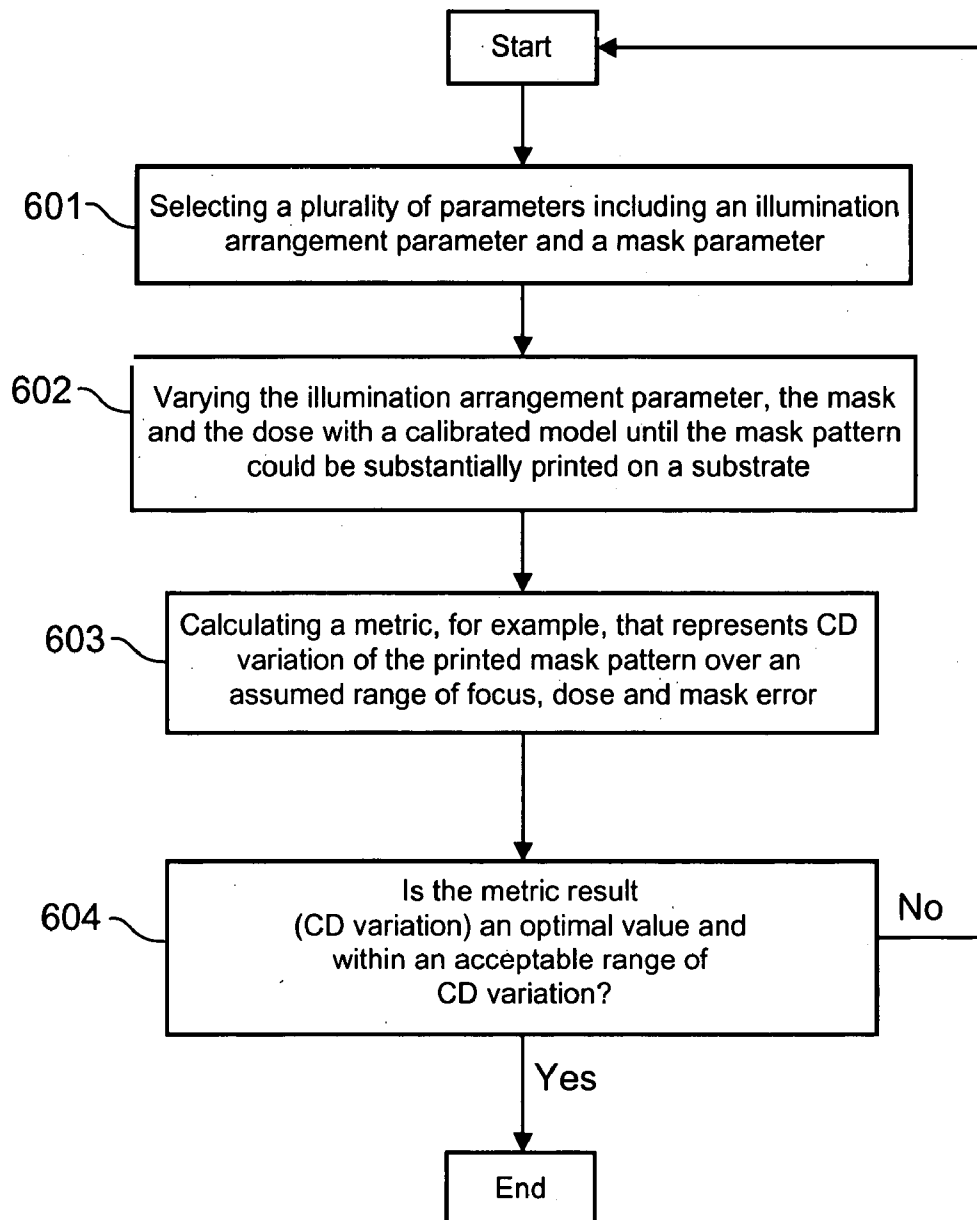 Start
601
Selecting a plurality of parameters including an illumination
arrangement parameter and a mask parameter
602
Varying the illumination arrangement parameter, the mask
and the dose with a calibrated model until the mask pattern
could be substantially printed on a substrate
603
Calculating a metric, for example, that represents CD
variation of the printed mask pattern over an
assumed range of focus, dose and mask error
604
Is the metric result
(CD variation) an optimal value and
within an acceptable range of
CD variation?
No
Yes
End